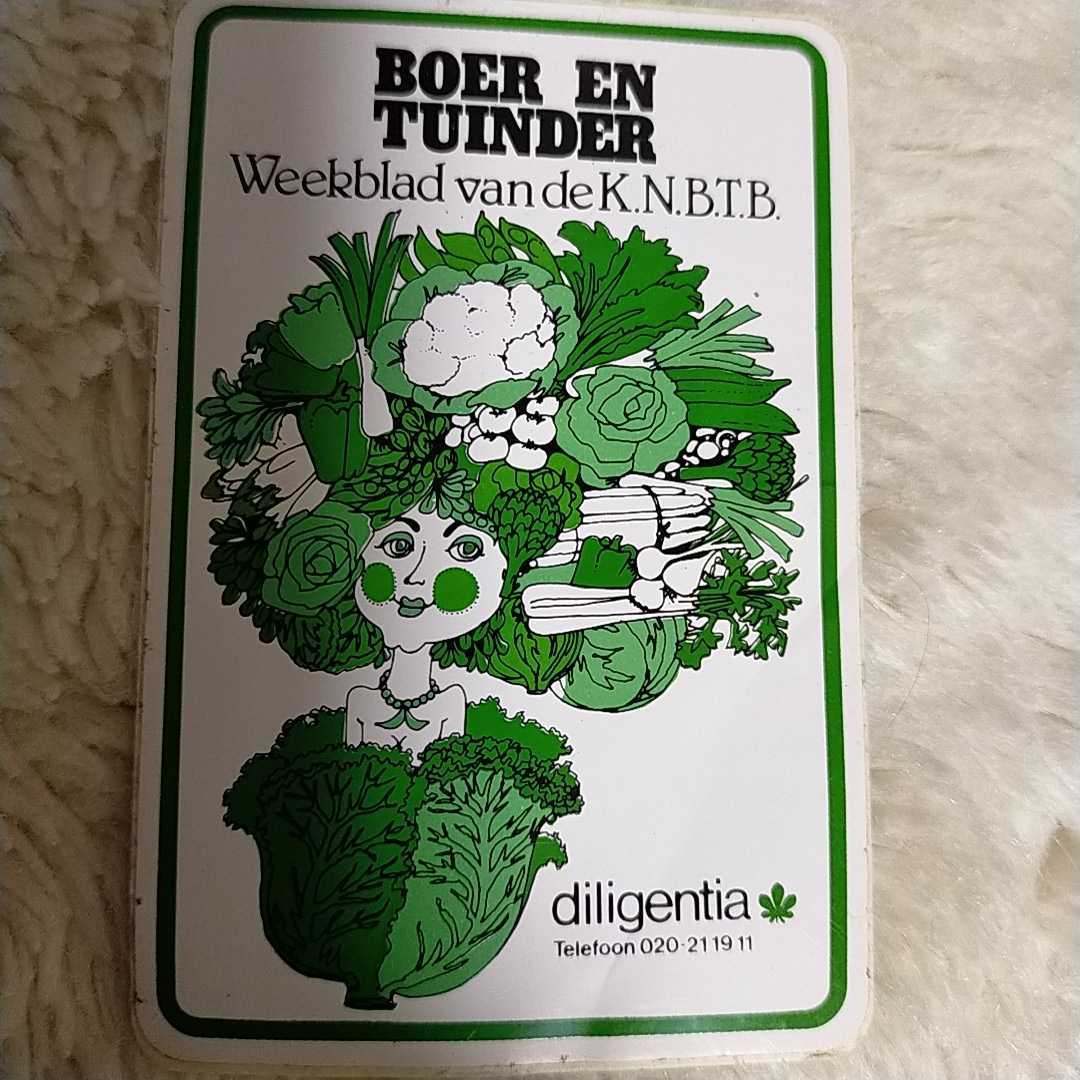 BOER EN
TUINDER
Weekblad van de K.N.B.T.B.
diligentia
Telefoon 020-21 19 11